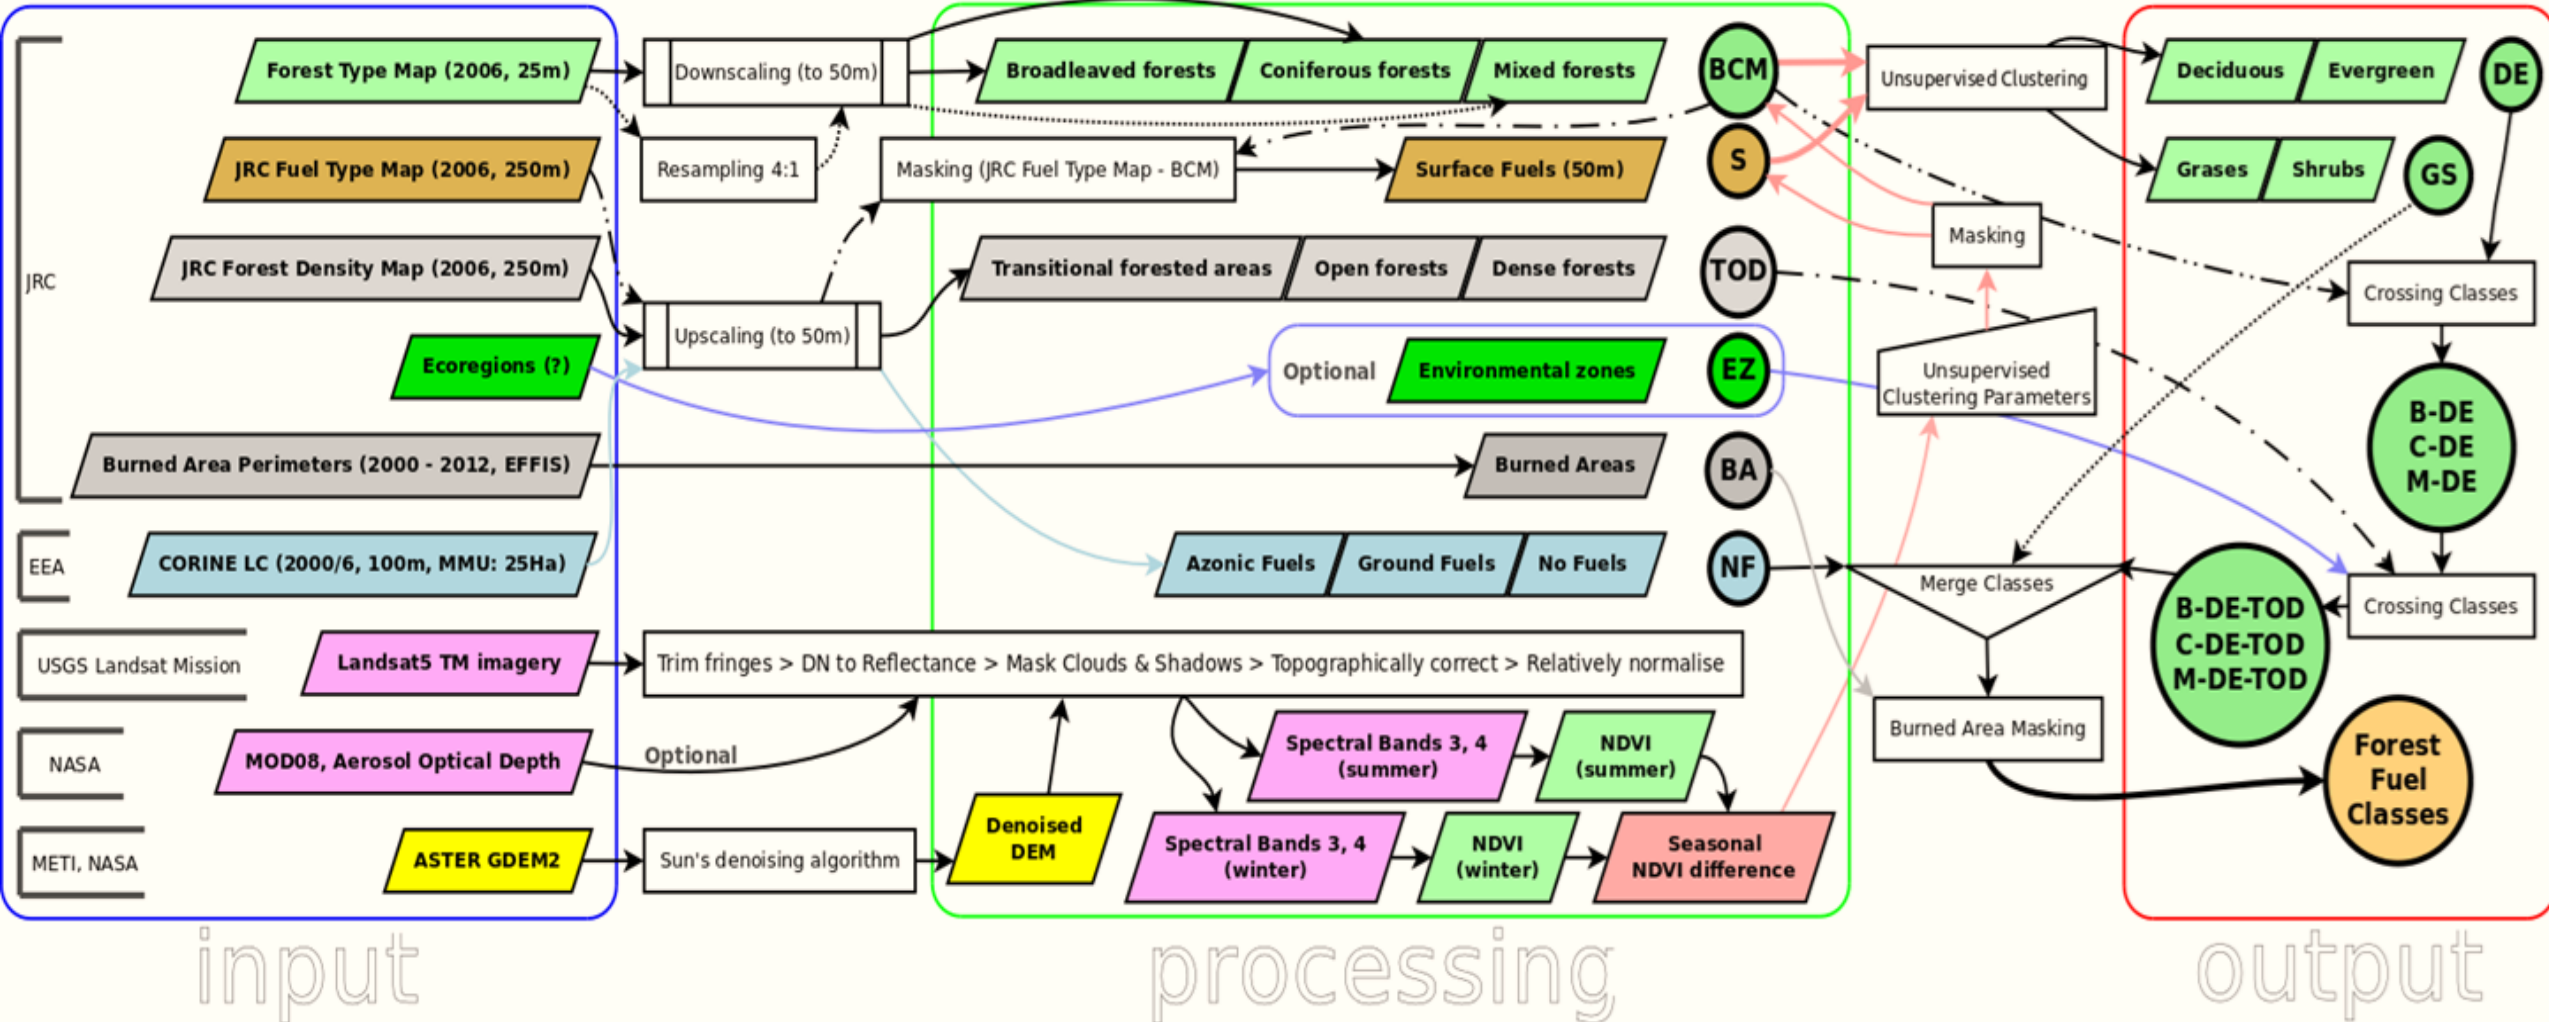 JRC
EEA
USGS Landsat Mission
NASA
METI, NASA
Forest Type Map (2006, 25m)
JRC Fuel Type Map (2006, 250m)
JRC Forest Density Map (2006, 250m)
Ecoregions (?)
Burned Area Perimeters (2000 - 2012, EFFIS)
CORINE LC (2000/6, 100m, MMU: 25Ha)
Landsat5 TM imagery
MOD08, Aerosol Optical Depth
ASTER GDEM2
Downscaling (to 50m)
Resampling 4:1
Masking (JRC Fuel Type Map - BCM)
Upscaling (to 50m)
Trim fringes > DN to Reflectance > Mask Clouds & Shadows > Topographically correct > Relatively normalise
Optional
Sun's denoising algorithm
Broadleaved forests
Coniferous forests
Mixed forests
Surface Fuels (50m)
Transitional forested areas
Open forests
Dense forests
Optional
Environmental zones
Burned Areas
Azonic Fuels
Ground Fuels
No Fuels
Denoised
DEM
Spectral Bands 3, 4
(summer)
NDVI
(summer)
Spectral Bands 3, 4
(winter)
NDVI
(winter)
Seasonal
NDVI difference
BCM
S
TOD
EZ
BA
NF
Unsupervised Clustering
Masking
Unsupervised
Clustering Parameters
Merge Classes
Burned Area Masking
Deciduous
Evergreen
DE
Grases
Shrubs
GS
Crossing Classes
B-DE
C-DE
M-DE
Crossing Classes
B-DE-TOD
C-DE-TOD
M-DE-TOD
Forest
Fuel
Classes
input
processing
output